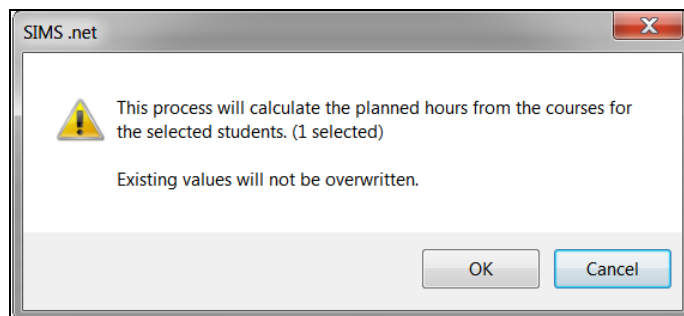 SIMS .net
This process will calculate the planned hours from the courses for
the selected students. (1 selected)
Existing values will not be overwritten.
OK Cancel